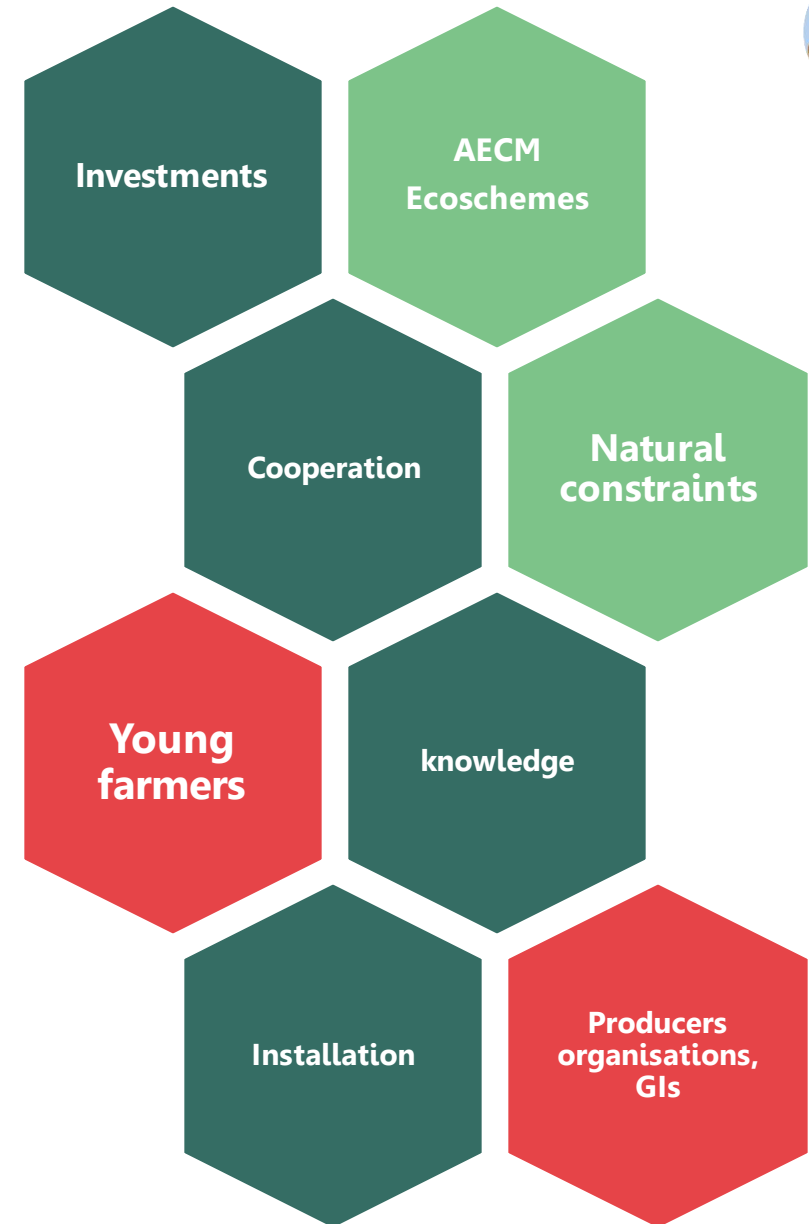 Investments
AECM
Ecoschemes
Cooperation
Natural
constraints
Young
farmers
knowledge
Installation
Producers
organisations,
GIs